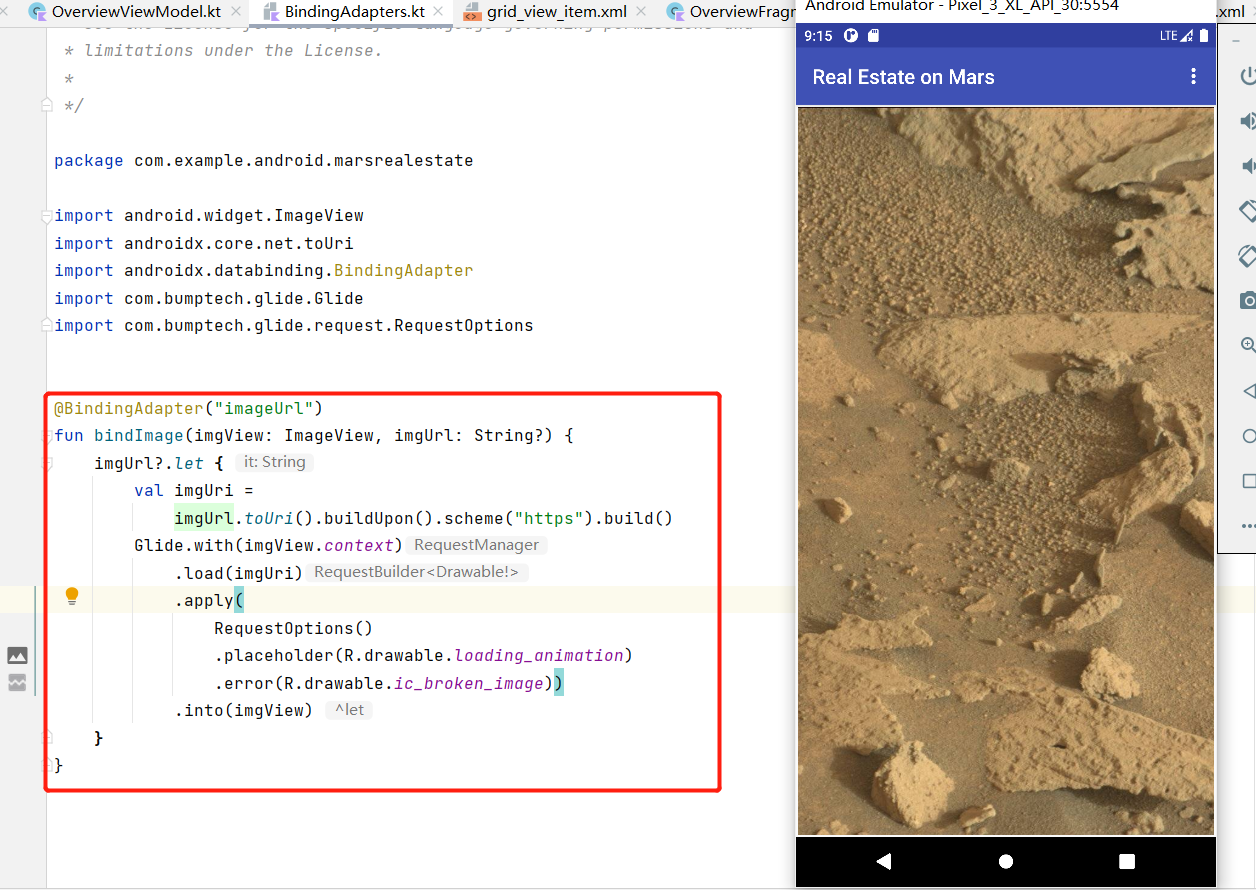 OverviewViewModel.kt
BindingAdapters.kt
grid_view_item.xml
OverviewFragr
.xml
* limitations under the License.
*
*/
package com.example.android.marsrealestate
import android.widget.ImageView
import androidx.core.net.toUri
import androidx.databinding.BindingAdapter
import com.bumptech.glide.Glide
import com.bumptech.glide.request.RequestOptions
@BindingAdapter("imageUrl")
fun bindImage(imgView: ImageView, imgUrl: String?) {
imgUrl?.let { it: String
val imgUri =
imgUrl.toUri().buildUpon().scheme("https").build()
Glide.with(imgView.context) RequestManager
.load(imgUri) RequestBuilder<Drawable!>
.apply(
RequestOptions()
.placeholder(R.drawable.loading_animation)
.error(R.drawable.ic_broken_image))
.into(imgView) ^let
}
}
Android Emulator - Pixel_3_XL_API_30:5554
9:15
LTE
Real Estate on Mars